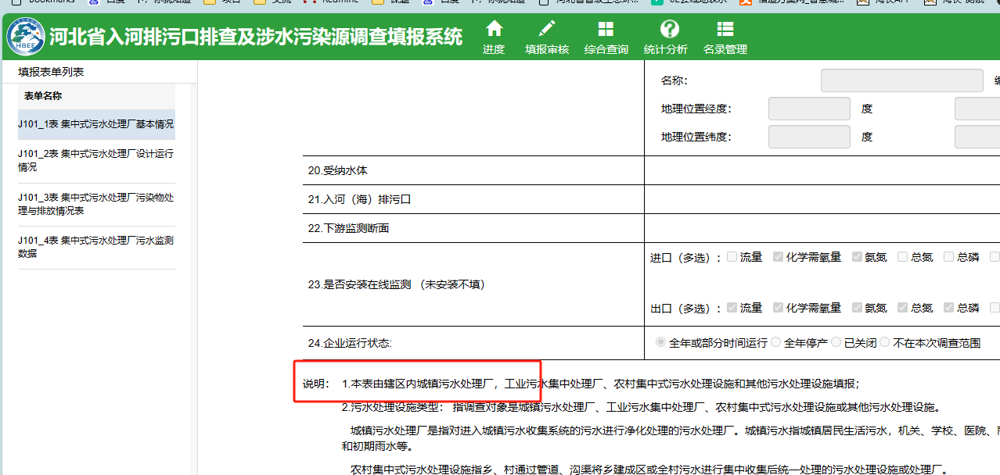 Bookmarks
河北省入河排污口排查及涉水污染源调查填报系统
HBEE
进度 填报审核 综合查询 统计分析 名录管理
填报表单列表
表单名称
J101_1表 集中式污水处理厂基本情况
J101_2表 集中式污水处理厂设计运行
情况
J101_3表 集中式污水处理厂污染物处
理与排放情况表
J101_4表 集中式污水处理厂污水监测
数据
名称：
地理位置经度： 度
地理位置纬度： 度
20.受纳水体
21.入河（海）排污口
22.下游监测断面
23.是否安装在线监测 （未安装不填）
进口（多选）： 流量 化学需氧量 氨氮 总氮 总磷
出口（多选）： 流量 化学需氧量 氨氮 总氮 总磷
24.企业运行状态:
全年或部分时间运行 全年停产 已关闭 不在本次调查范围
说明： 1.本表由辖区内城镇污水处理厂，工业污水集中处理厂、农村集中式污水处理设施和其他污水处理设施填报；
2.污水处理设施类型： 指调查对象是城镇污水处理厂、工业污水集中处理厂、农村集中式污水处理设施或其他污水处理设施。
城镇污水处理厂是指对进入城镇污水收集系统的污水进行净化处理的污水处理厂。城镇污水指城镇居民生活污水，机关、学校、医院、
和初期雨水等。
农村集中式污水处理设施指乡、村通过管道、沟渠将乡建成区或全村污水进行集中收集后统一处理的污水处理设施或处理厂。